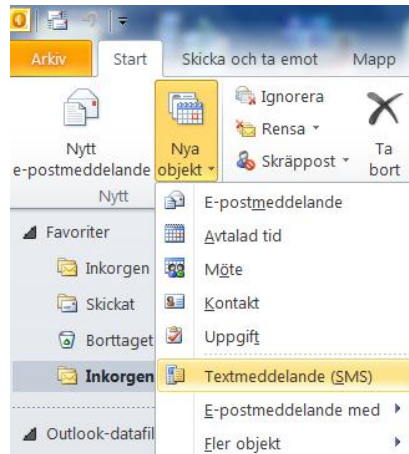 Arkiv Start Skicka och ta emot Mapp
Nytt
e-postmeddelande
Nya
objekt
Ignorera
Rensa
Skräppost
Ta
bort
Nytt
E-postmeddelande
Avtalad tid
Möte
Kontakt
Uppgift
Textmeddelande (SMS)
E-postmeddelande med
Fler objekt
Favoriter
Inkorgen
Skickat
Borttaget
Inkorgen
Outlook-datafil